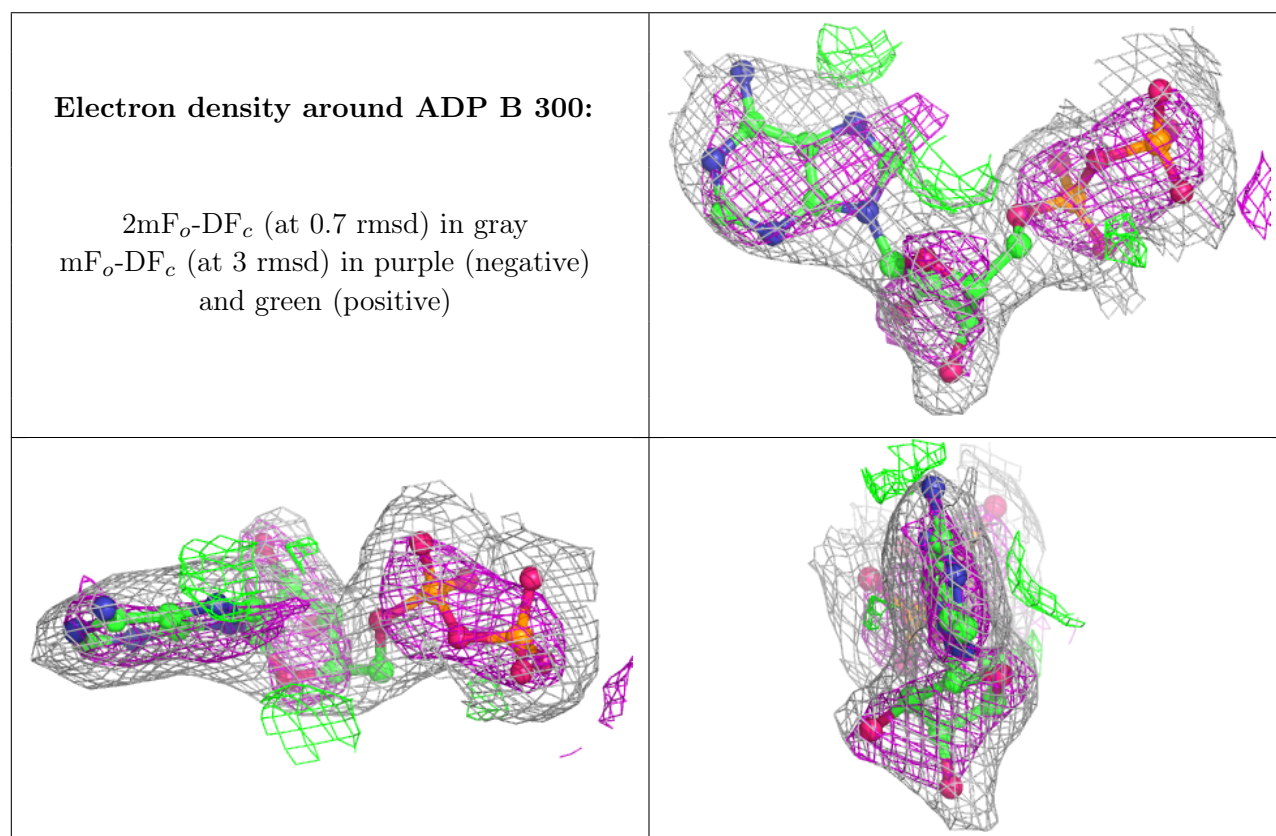 Electron density around ADP B 300:
2mFₒ-DF𝒸 (at 0.7 rmsd) in gray
mFₒ-DF𝒸 (at 3 rmsd) in purple (negative)
and green (positive)